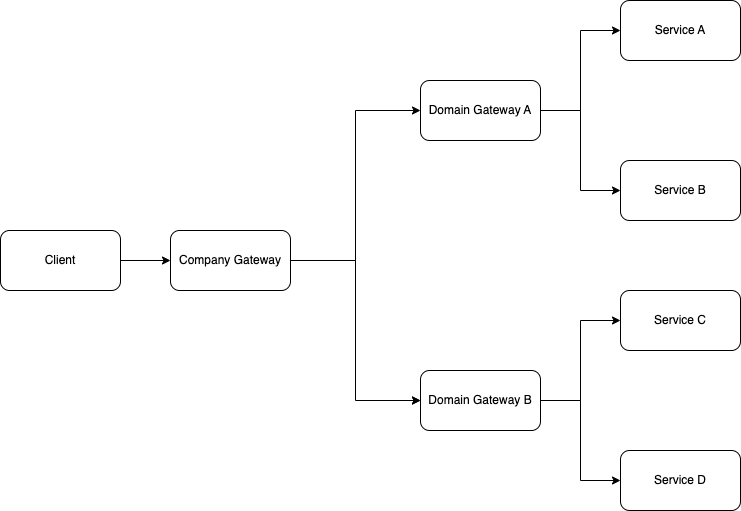 Service A
Domain Gateway A
Service B
Client
Company Gateway
Service C
Domain Gateway B
Service D